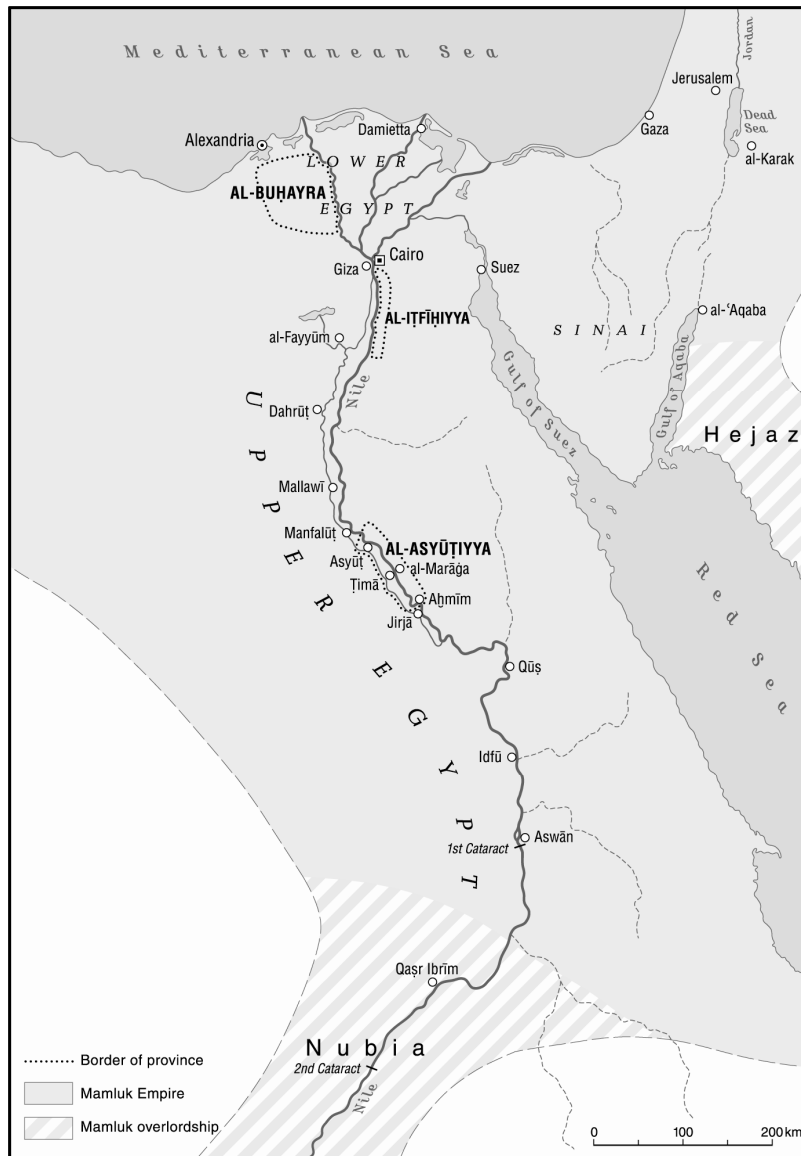 Mediterranean Sea
Jordan
Jerusalem
Dead
Sea
Gaza
al-Karak
Damietta
Alexandria
LOWER
EGYPT
AL-BUḤAYRA
Cairo
Giza
Suez
AL-IṬFĪḤIYYA
SINAI
al-ʿAqaba
al-Fayyūm
Nile
Gulf of Suez
Gulf of Aqaba
Hejaz
Dahrūṭ
UPPER EGYPT
Mallawī
Manfalūṭ
AL-ASYŪṬIYYA
Asyūṭ
al-Marāġa
Ṭimā
Aḫmīm
Jirjā
Red Sea
Qūṣ
Idfū
Aswān
1st Cataract
Qaṣr Ibrīm
Nubia
2nd Cataract
Nile
Border of province
Mamluk Empire
Mamluk overlordship
0 100 200 km